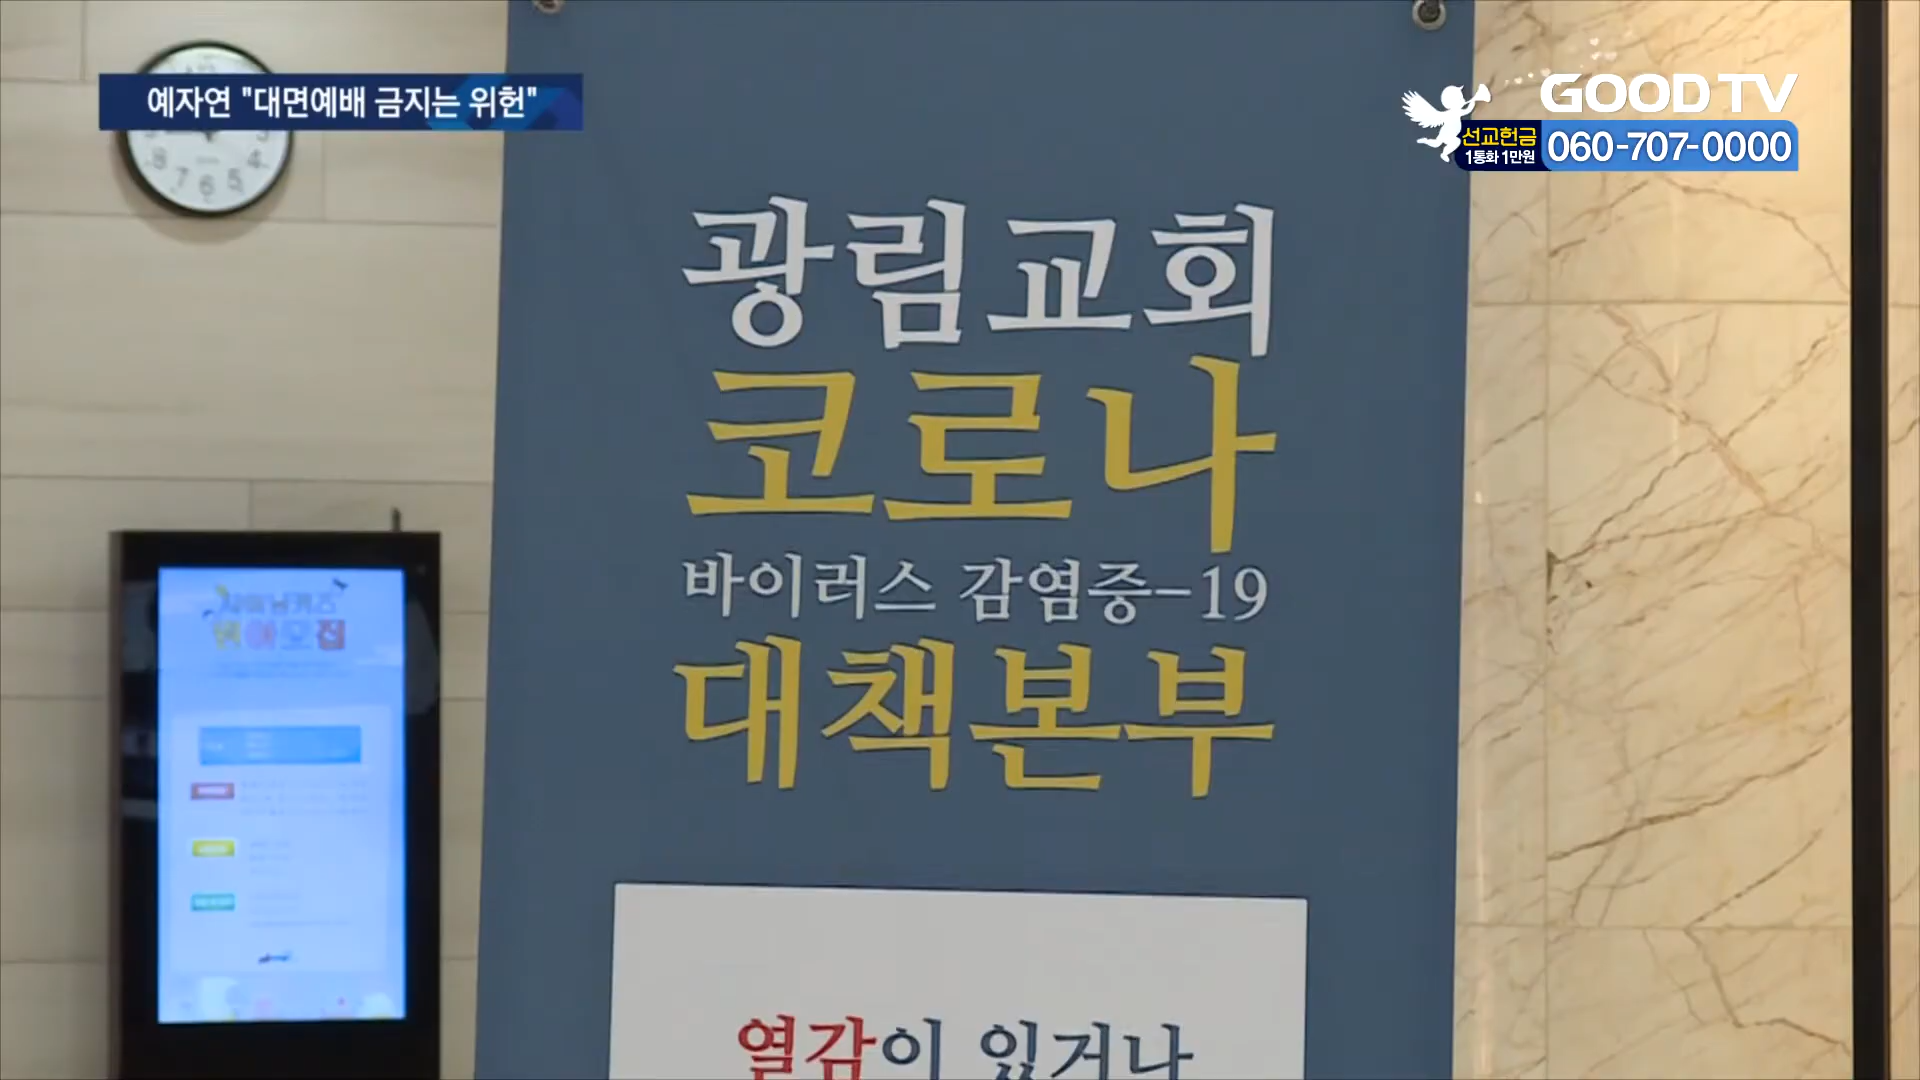 예자연 "대면예배 금지는 위헌"
GOOD TV
선교헌금
1통화 1만원
060-707-0000
광림교회
코로나
바이러스 감염증-19
대책본부
열감이 있거나